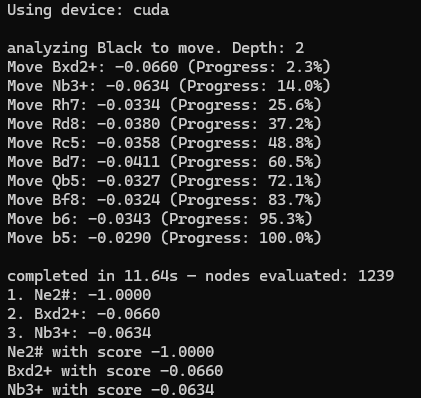 Using device: cuda
analyzing Black to move. Depth: 2
Move Bxd2+: -0.0660 (Progress: 2.3%)
Move Nb3+: -0.0634 (Progress: 14.0%)
Move Rh7: -0.0334 (Progress: 25.6%)
Move Rd8: -0.0380 (Progress: 37.2%)
Move Rc5: -0.0358 (Progress: 48.8%)
Move Bd7: -0.0411 (Progress: 60.5%)
Move Qb5: -0.0327 (Progress: 72.1%)
Move Bf8: -0.0324 (Progress: 83.7%)
Move b6: -0.0343 (Progress: 95.3%)
Move b5: -0.0290 (Progress: 100.0%)
completed in 11.64s — nodes evaluated: 1239
1. Ne2#: -1.0000
2. Bxd2+: -0.0660
3. Nb3+: -0.0634
Ne2# with score -1.0000
Bxd2+ with score -0.0660
Nb3+ with score -0.0634